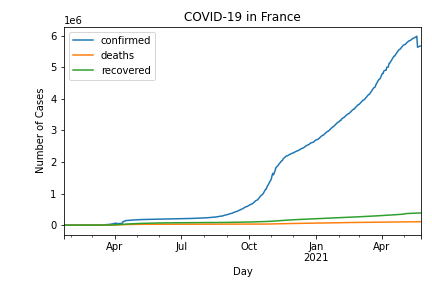 COVID-19 in France
1e6
confirmed
deaths
recovered
Number of Cases
6
5
4
3
2
1
0
Apr
Jul
Oct
Jan
2021
Apr
Day